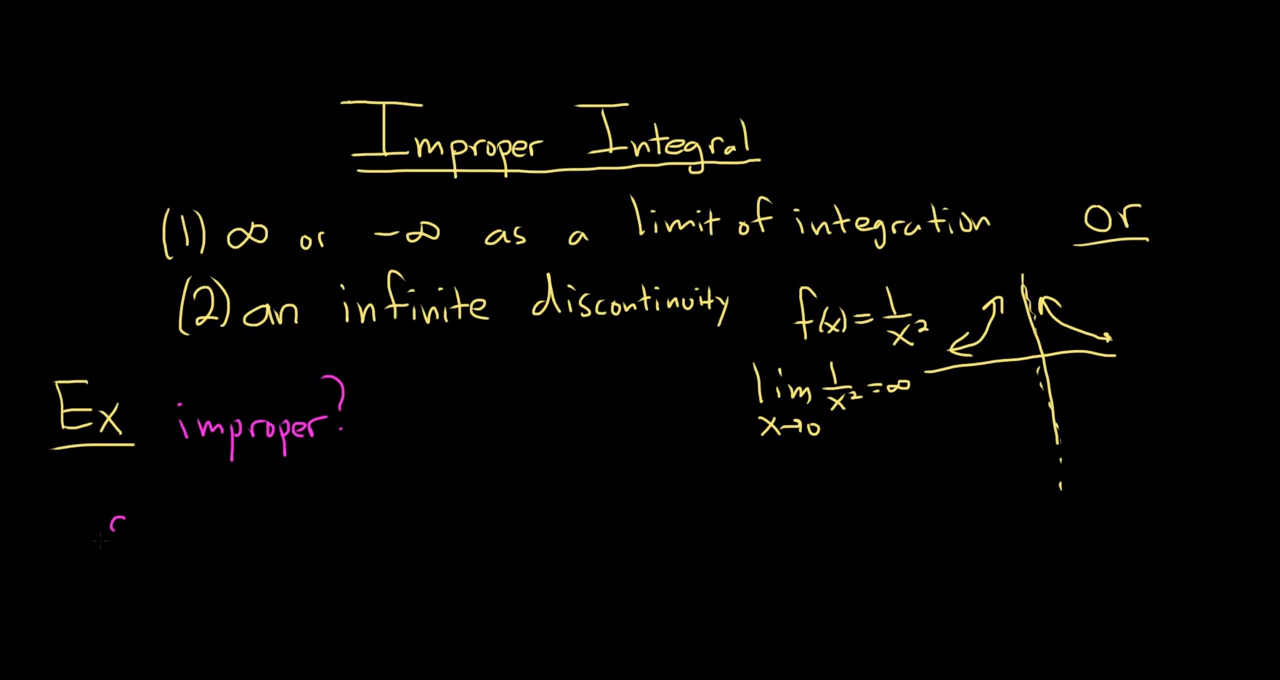 Improper Integral
(1) ∞ or -∞ as a limit of integration or
(2) an infinite discontinuity f(x) = 1/x²
lim x→0 1/x² = ∞
Ex improper?